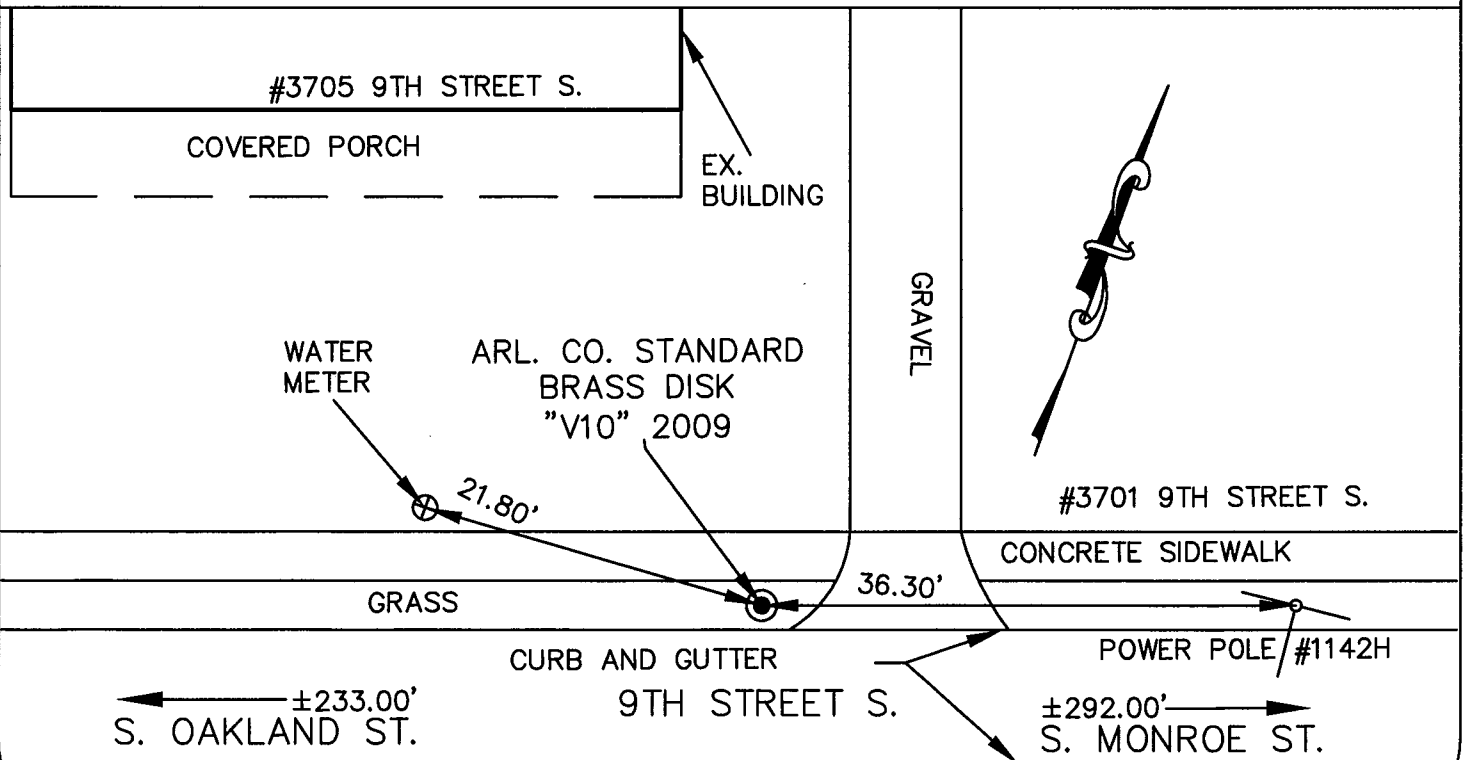 #3705 9TH STREET S.
COVERED PORCH
EX.
BUILDING
GRAVEL
WATER
METER
ARL. CO. STANDARD
BRASS DISK
"V10" 2009
21.80'
#3701 9TH STREET S.
CONCRETE SIDEWALK
36.30'
GRASS
CURB AND GUTTER
POWER POLE #1142H
±233.00'
S. OAKLAND ST.
9TH STREET S.
±292.00'
S. MONROE ST.